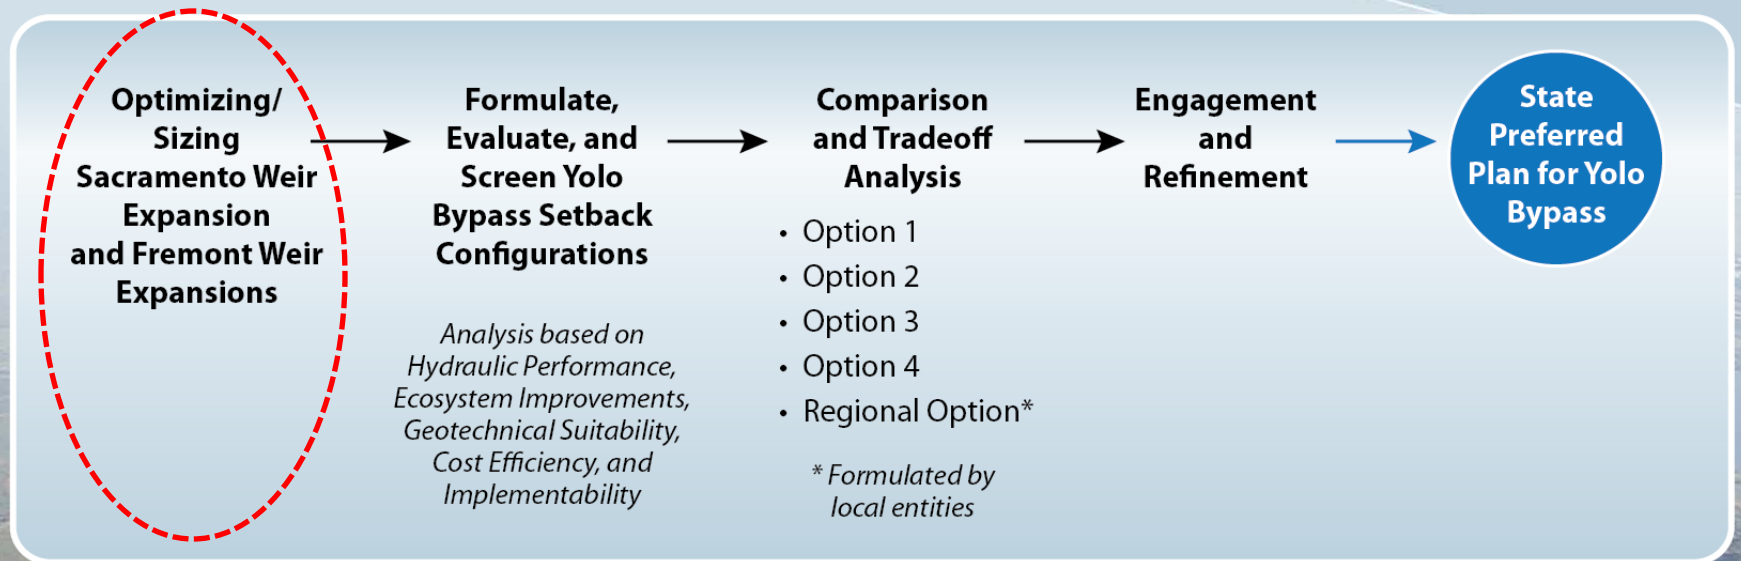 Optimizing/
Sizing
Sacramento Weir
Expansion
and Fremont Weir
Expansions
Formulate,
Evaluate, and
Screen Yolo
Bypass Setback
Configurations
Analysis based on
Hydraulic Performance,
Ecosystem Improvements,
Geotechnical Suitability,
Cost Efficiency, and
Implementability
Comparison
and Tradeoff
Analysis
• Option 1
• Option 2
• Option 3
• Option 4
• Regional Option*
* Formulated by
local entities
Engagement
and
Refinement
State
Preferred
Plan for Yolo
Bypass